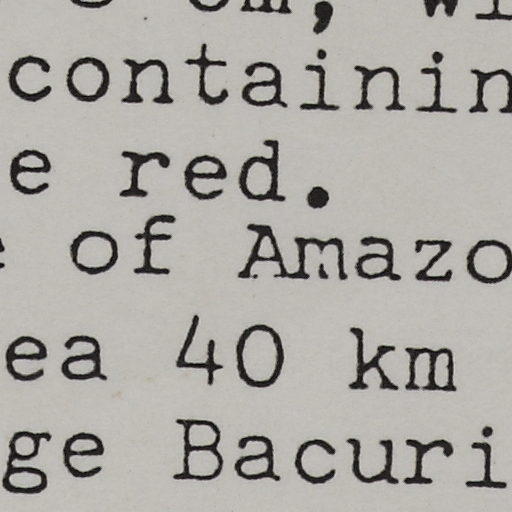 containin
e red.
of Amazo
ea 40 km
ge Bacuri